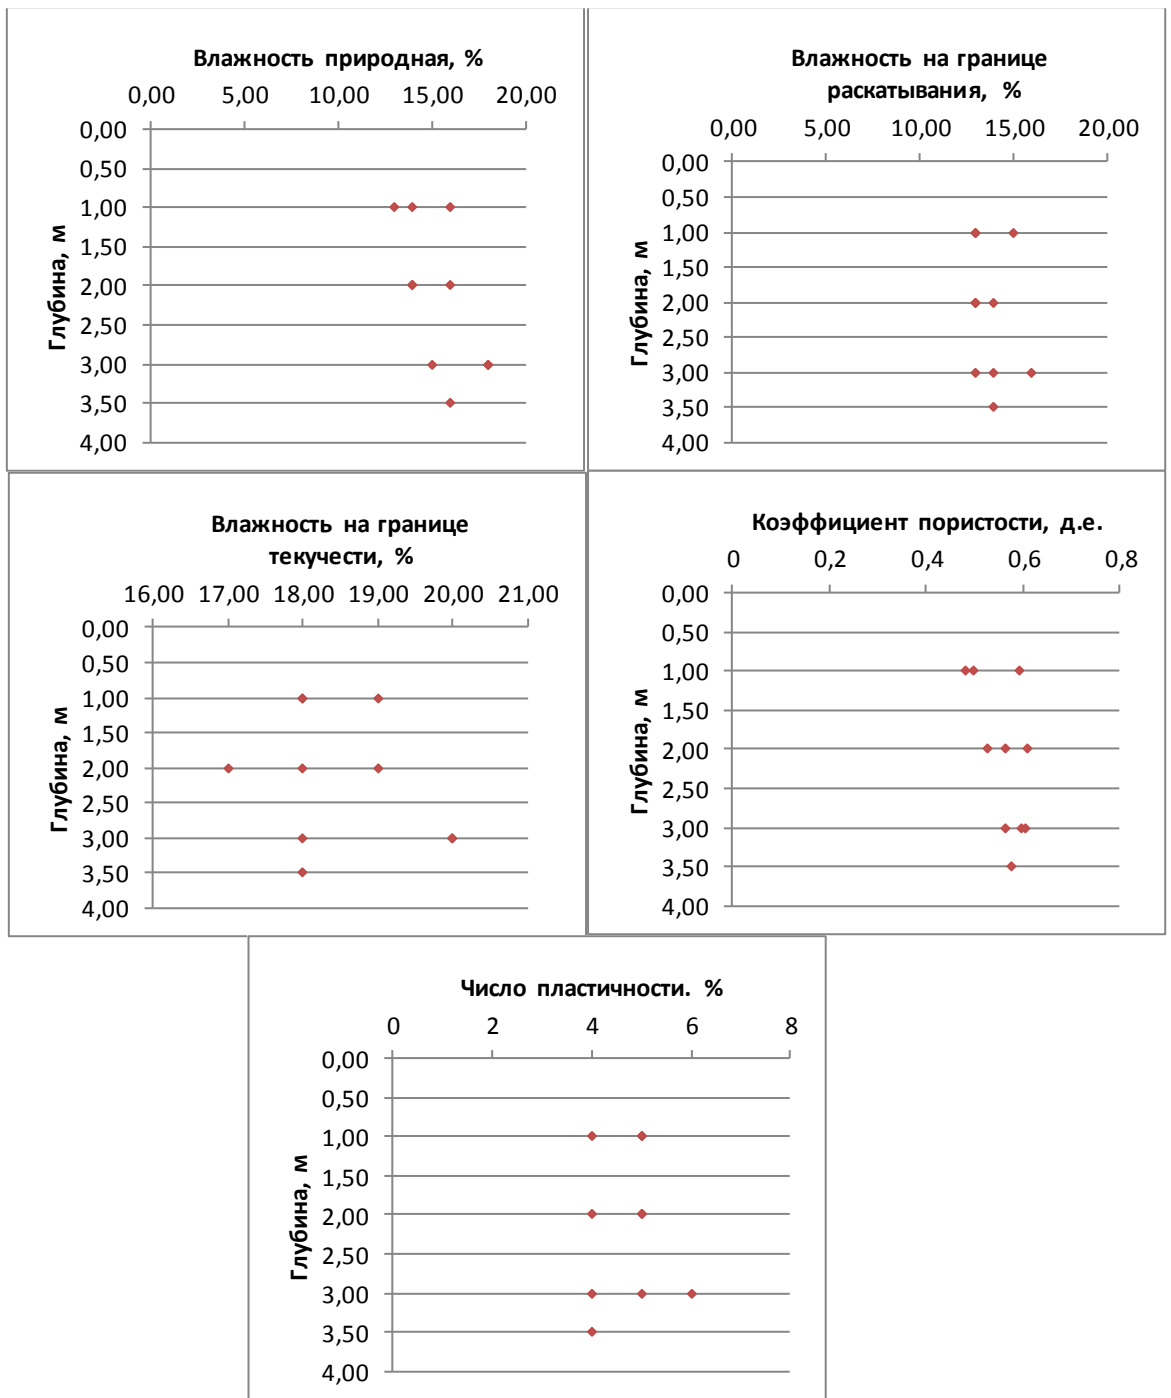 Влажность природная, %
0,00 5,00 10,00 15,00 20,00
0,00
0,50
1,00
1,50
2,00
2,50
3,00
3,50
4,00
Глубина, м
Влажность на границе
раскатывания, %
0,00 5,00 10,00 15,00 20,00
0,00
0,50
1,00
1,50
2,00
2,50
3,00
3,50
4,00
Глубина, м
Влажность на границе
текучести, %
16,00 17,00 18,00 19,00 20,00 21,00
0,00
0,50
1,00
1,50
2,00
2,50
3,00
3,50
4,00
Глубина, м
Коэффициент пористости, д.е.
0 0,2 0,4 0,6 0,8
0,00
0,50
1,00
1,50
2,00
2,50
3,00
3,50
4,00
Глубина, м
Число пластичности. %
0 2 4 6 8
0,00
0,50
1,00
1,50
2,00
2,50
3,00
3,50
4,00
Глубина, м